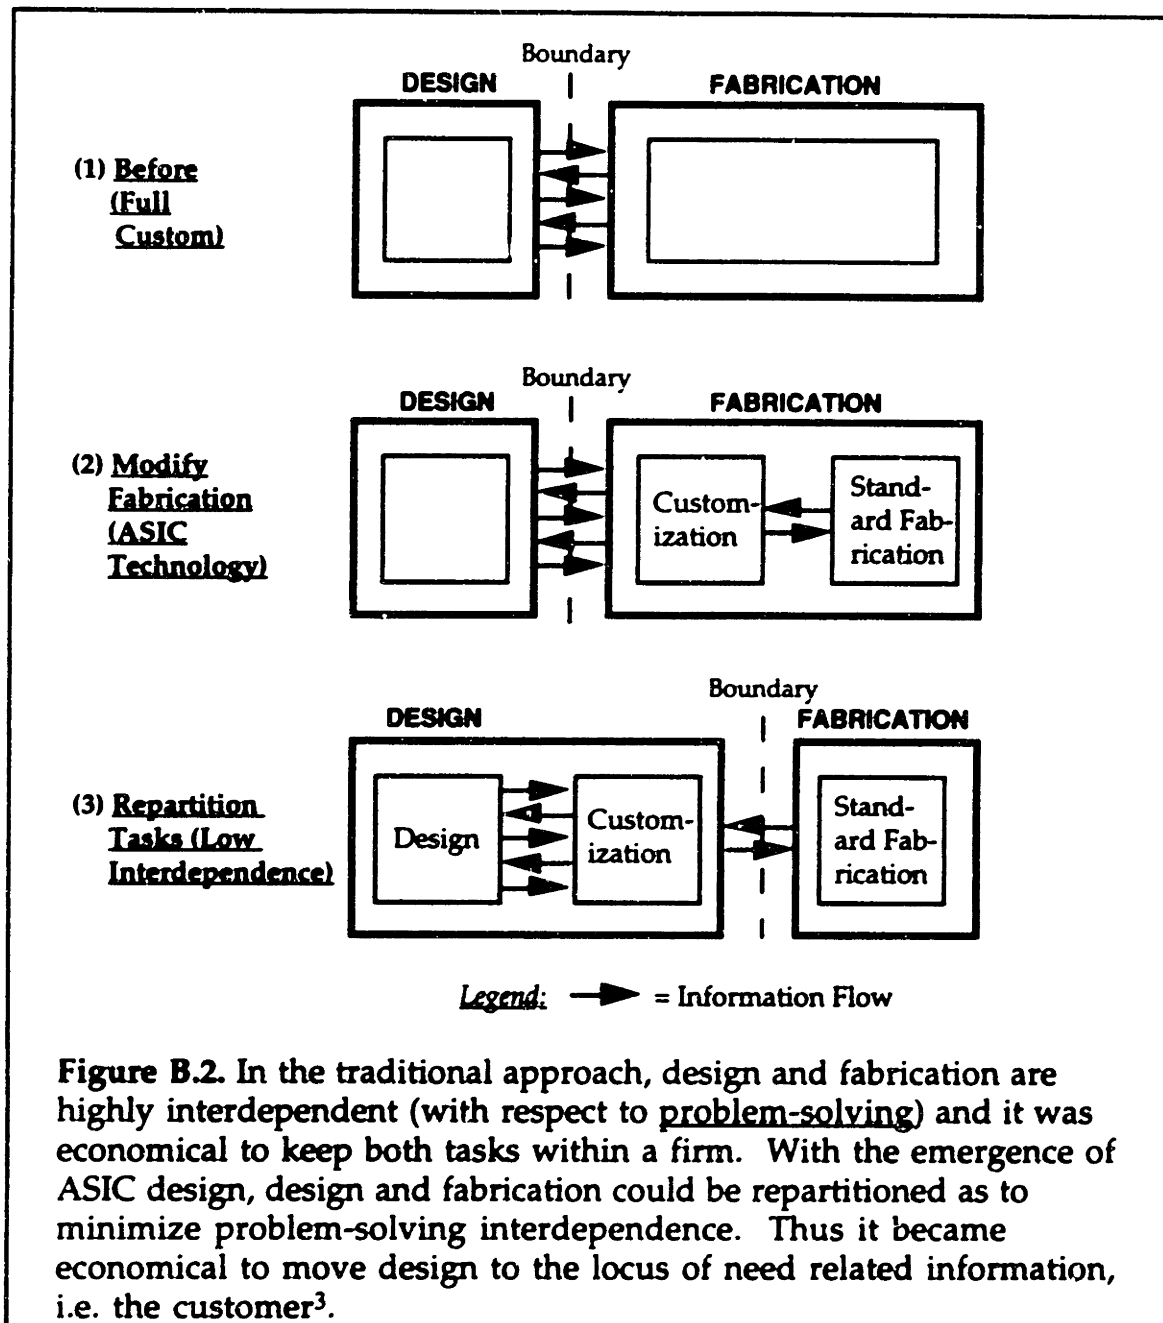 Boundary
DESIGN
FABRICATION
(1) Before
(Full
Custom)
Boundary
DESIGN
FABRICATION
(2) Modify
Fabrication
(ASIC
Technology)
Custom-
ization
Stand-
ard Fab-
rication
Boundary
DESIGN
FABRICATION
(3) Repartition
Tasks (Low
Interdependence)
Design
Custom-
ization
Stand-
ard Fab-
rication
Legend: = Information Flow
Figure B.2. In the traditional approach, design and fabrication are
highly interdependent (with respect to problem-solving) and it was
economical to keep both tasks within a firm. With the emergence of
ASIC design, design and fabrication could be repartitioned as to
minimize problem-solving interdependence. Thus it became
economical to move design to the locus of need related information,
i.e. the customer³.